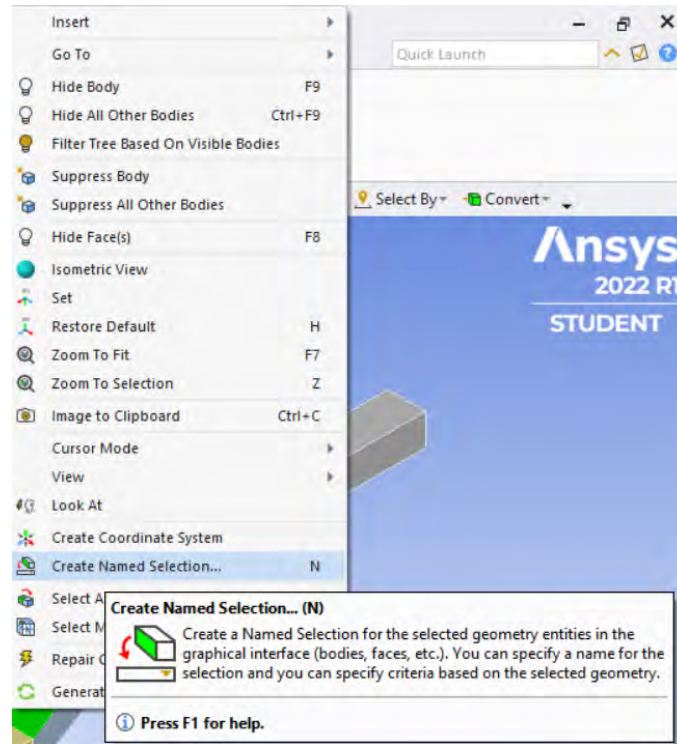 Insert
Go To
Quick Launch
Hide Body F9
Hide All Other Bodies Ctrl+F9
Filter Tree Based On Visible Bodies
Suppress Body
Suppress All Other Bodies
Select By Convert
Hide Face(s) F8
Isometric View
Set
Restore Default H
Zoom To Fit F7
Zoom To Selection Z
Image to Clipboard Ctrl+C
Cursor Mode
View
Look At
Create Coordinate System
Create Named Selection... N
Select
Select
Repair
Create Named Selection... (N)
Create a Named Selection for the selected geometry entities in the
graphical interface (bodies, faces, etc.). You can specify a name for the
selection and you can specify criteria based on the selected geometry.
Press F1 for help.
Ansys
2022 R1
STUDENT